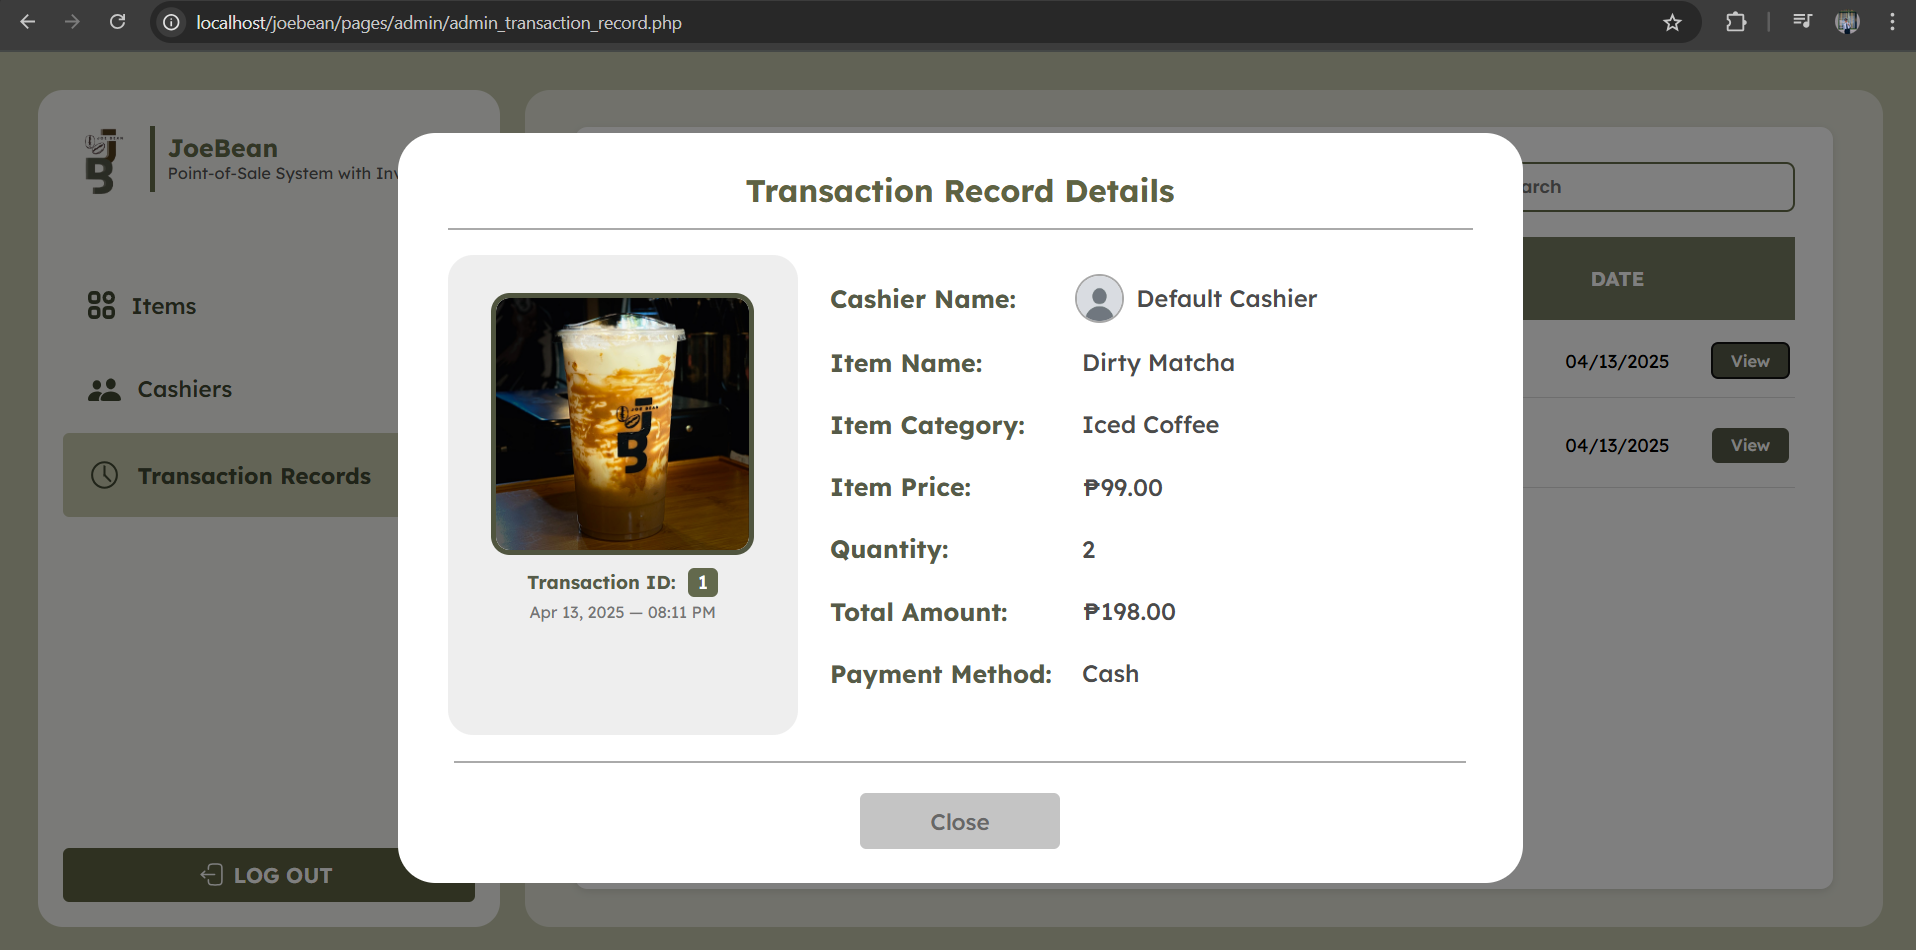 localhost/joebean/pages/admin/admin_transaction_record.php
JoeBean
Point-of-Sale System with Inv
Items
Cashiers
Transaction Records
LOG OUT
arch
DATE
04/13/2025 View
04/13/2025 View
Transaction Record Details
JOE BEAN
JB
Transaction ID: 1
Apr 13, 2025 — 08:11 PM
Cashier Name: Default Cashier
Item Name: Dirty Matcha
Item Category: Iced Coffee
Item Price: ₱99.00
Quantity: 2
Total Amount: ₱198.00
Payment Method: Cash
Close